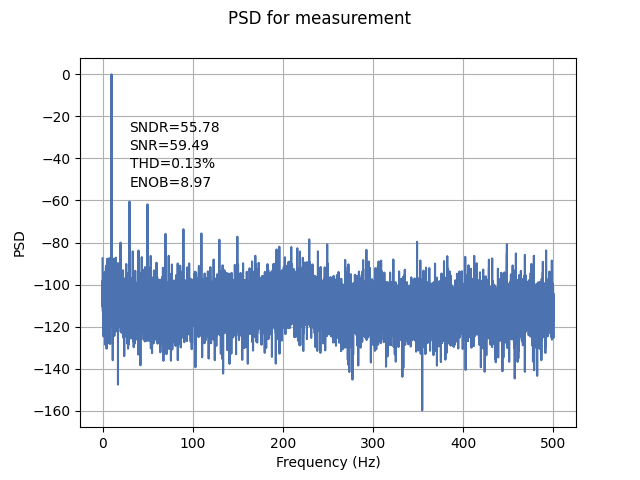 PSD for measurement
0
−20
−40
−60
−80
−100
−120
−140
−160
PSD
SNDR=55.78
SNR=59.49
THD=0.13%
ENOB=8.97
0 100 200 300 400 500
Frequency (Hz)